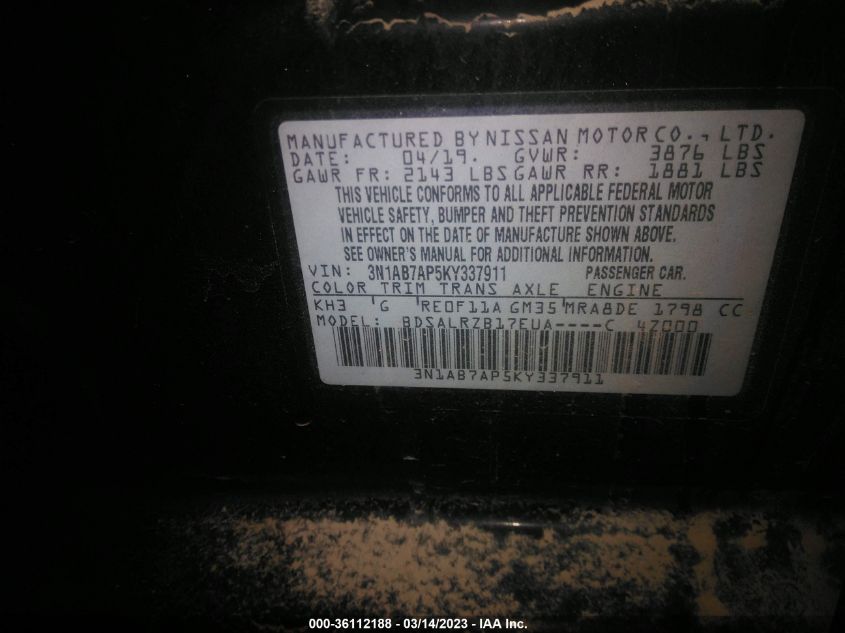 MANUFACTURED BY NISSAN MOTOR CO., LTD.
DATE: 04/19. GVWR: 3876 LBS
GAWR FR: 2143 LBS GAWR RR: 1881 LBS
THIS VEHICLE CONFORMS TO ALL APPLICABLE FEDERAL MOTOR
VEHICLE SAFETY, BUMPER AND THEFT PREVENTION STANDARDS
IN EFFECT ON THE DATE OF MANUFACTURE SHOWN ABOVE.
SEE OWNER'S MANUAL FOR ADDITIONAL INFORMATION.
VIN: 3N1AB7AP5KY337911 PASSENGER CAR.
COLOR TRIM TRANS AXLE ENGINE
KH3 'G RE0F11A GM35'MRA8DE 1798 CC
MODEL: BDSALRZB17EUA----C 4Z000
3N1AB7AP5KY337911
000-36112188 - 03/14/2023 - IAA Inc.